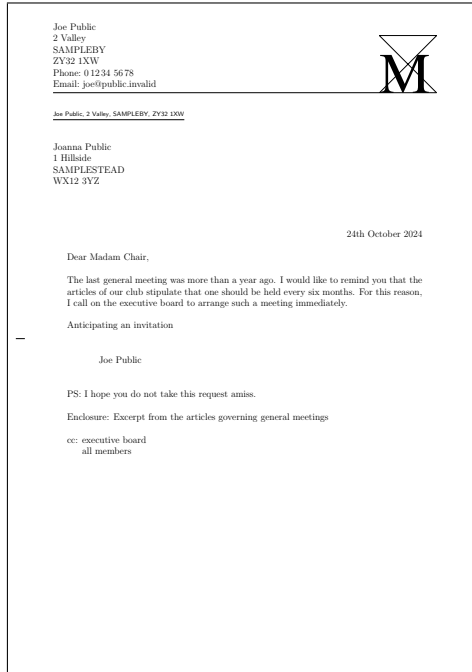 Joe Public
2 Valley
SAMPLEBY
ZY32 1XW
Phone: 0 12 34 56 78
Email: joe@public.invalid
M
Joe Public, 2 Valley, SAMPLEBY, ZY32 1XW
Joanna Public
1 Hillside
SAMPLESTEAD
WX12 3YZ
24th October 2024
Dear Madam Chair,
The last general meeting was more than a year ago. I would like to remind you that the
articles of our club stipulate that one should be held every six months. For this reason,
I call on the executive board to arrange such a meeting immediately.
Anticipating an invitation
Joe Public
PS: I hope you do not take this request amiss.
Enclosure: Excerpt from the articles governing general meetings
cc: executive board
all members